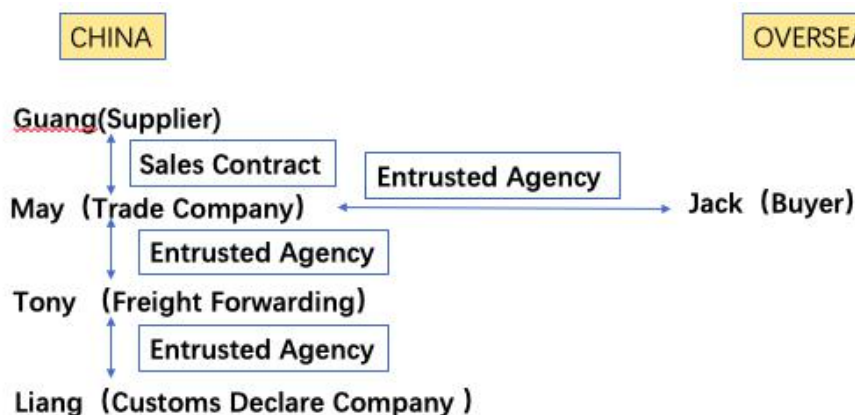 CHINA
OVERSEA
Guang(Supplier)
Sales Contract
Entrusted Agency
May（Trade Company）
Jack（Buyer）
Entrusted Agency
Tony （Freight Forwarding）
Entrusted Agency
Liang（Customs Declare Company ）